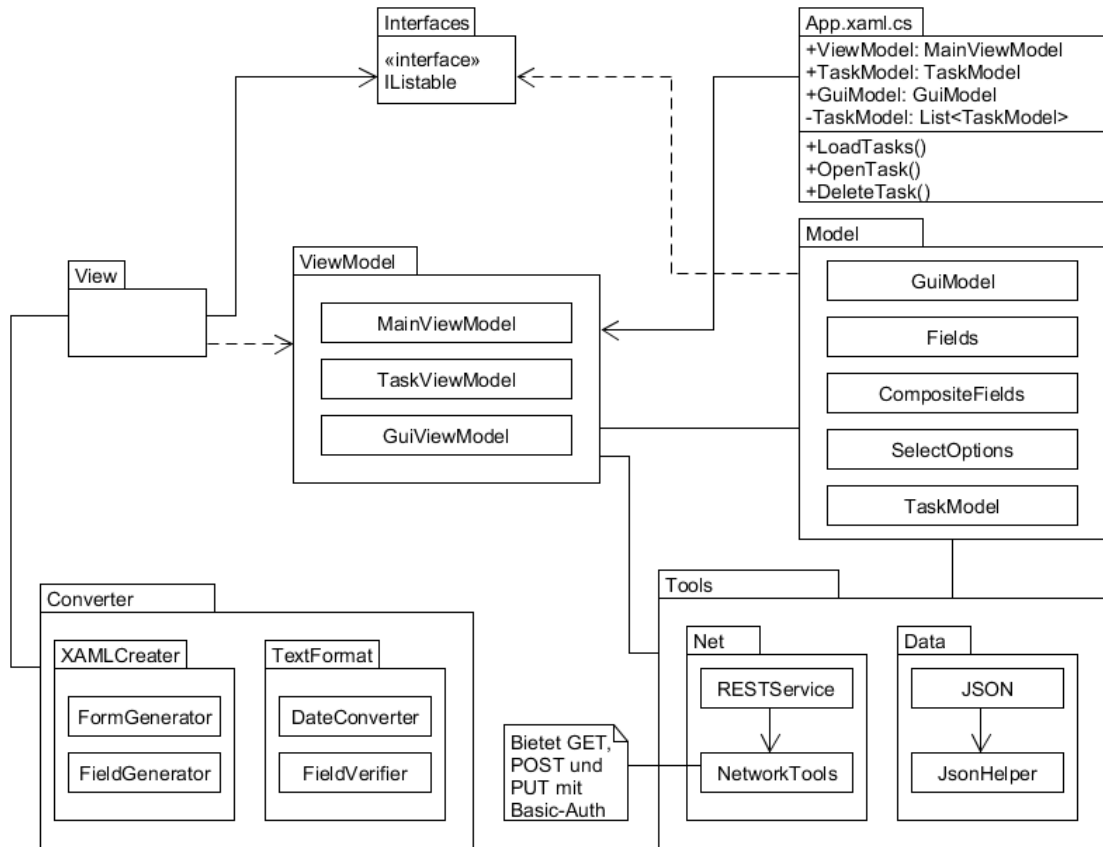 Interfaces
«interface»
IListable
App.xaml.cs
+ViewModel: MainViewModel
+TaskModel: TaskModel
+GuiModel: GuiModel
-TaskModel: List<TaskModel>
+LoadTasks()
+OpenTask()
+DeleteTask()
View
ViewModel
MainViewModel
TaskViewModel
GuiViewModel
Model
GuiModel
Fields
CompositeFields
SelectOptions
TaskModel
Converter
XAMLCreater
FormGenerator
FieldGenerator
TextFormat
DateConverter
FieldVerifier
Bietet GET,
POST und
PUT mit
Basic-Auth
Tools
Net
RESTService
NetworkTools
Data
JSON
JsonHelper